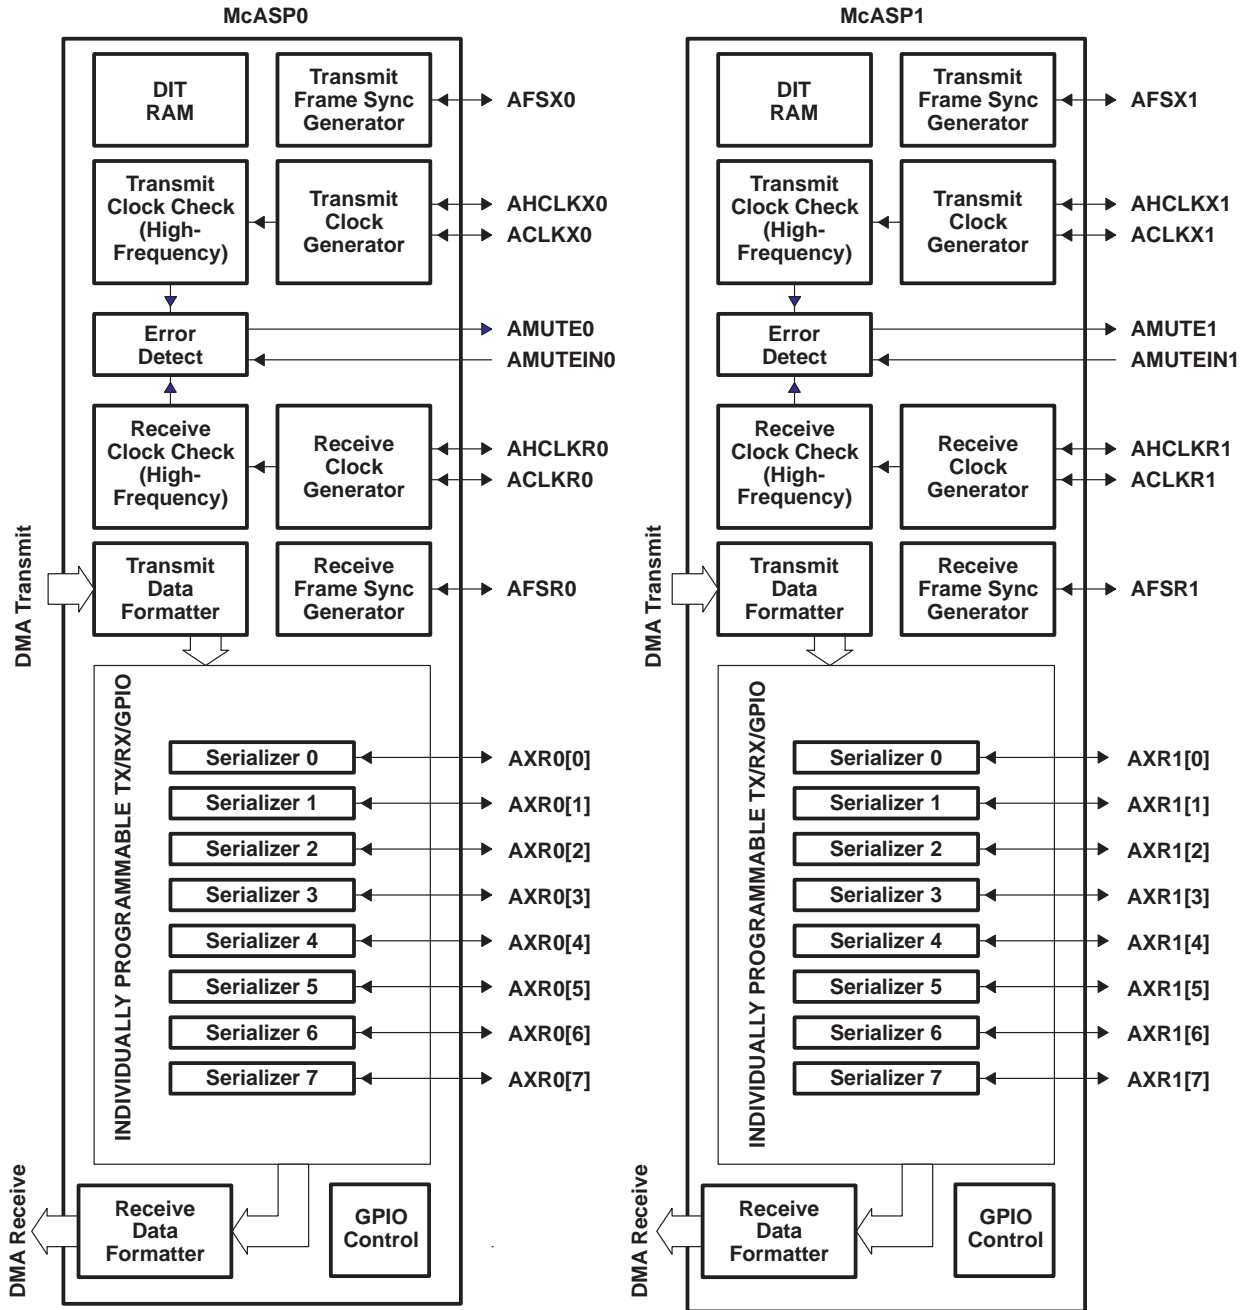 McASP0
DIT
RAM
Transmit
Frame Sync
Generator
AFSX0
Transmit
Clock Check
(High-
Frequency)
Transmit
Clock
Generator
AHCLKX0
ACLKX0
Error
Detect
AMUTE0
AMUTEIN0
Receive
Clock Check
(High-
Frequency)
Receive
Clock
Generator
AHCLKR0
ACLKR0
DMA Transmit
Transmit
Data
Formatter
Receive
Frame Sync
Generator
AFSR0
INDIVIDUALLY PROGRAMMABLE TX/RX/GPIO
Serializer 0
AXR0[0]
Serializer 1
AXR0[1]
Serializer 2
AXR0[2]
Serializer 3
AXR0[3]
Serializer 4
AXR0[4]
Serializer 5
AXR0[5]
Serializer 6
AXR0[6]
Serializer 7
AXR0[7]
DMA Receive
Receive
Data
Formatter
GPIO
Control
McASP1
DIT
RAM
Transmit
Frame Sync
Generator
AFSX1
Transmit
Clock Check
(High-
Frequency)
Transmit
Clock
Generator
AHCLKX1
ACLKX1
Error
Detect
AMUTE1
AMUTEIN1
Receive
Clock Check
(High-
Frequency)
Receive
Clock
Generator
AHCLKR1
ACLKR1
DMA Transmit
Transmit
Data
Formatter
Receive
Frame Sync
Generator
AFSR1
INDIVIDUALLY PROGRAMMABLE TX/RX/GPIO
Serializer 0
AXR1[0]
Serializer 1
AXR1[1]
Serializer 2
AXR1[2]
Serializer 3
AXR1[3]
Serializer 4
AXR1[4]
Serializer 5
AXR1[5]
Serializer 6
AXR1[6]
Serializer 7
AXR1[7]
DMA Receive
Receive
Data
Formatter
GPIO
Control